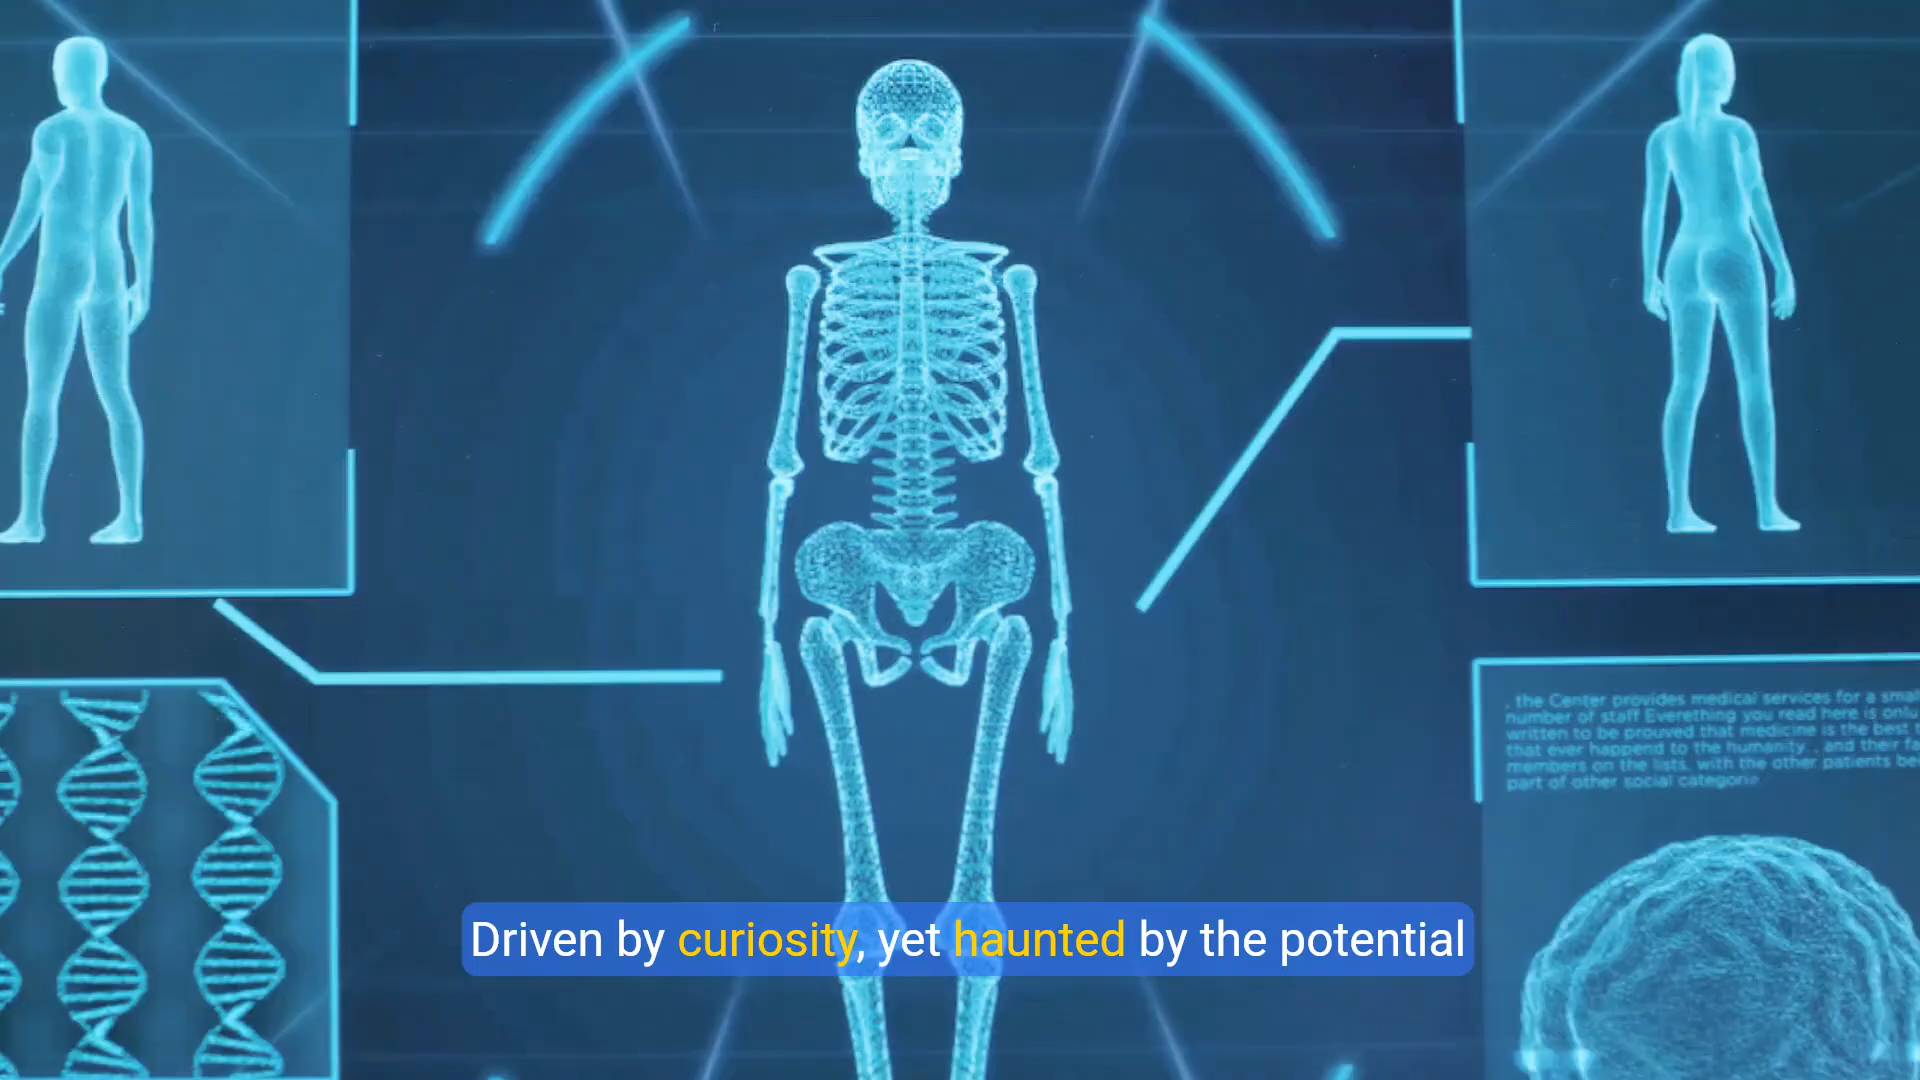 , the Center provides medical services for a small
number of staff Everething you read here is only
written to be prouved that medicine is the best t
that ever happend to the humanity. , and their fa
members on the lists. with the other patients be
part of other social categorie
Driven by curiosity, yet haunted by the potential